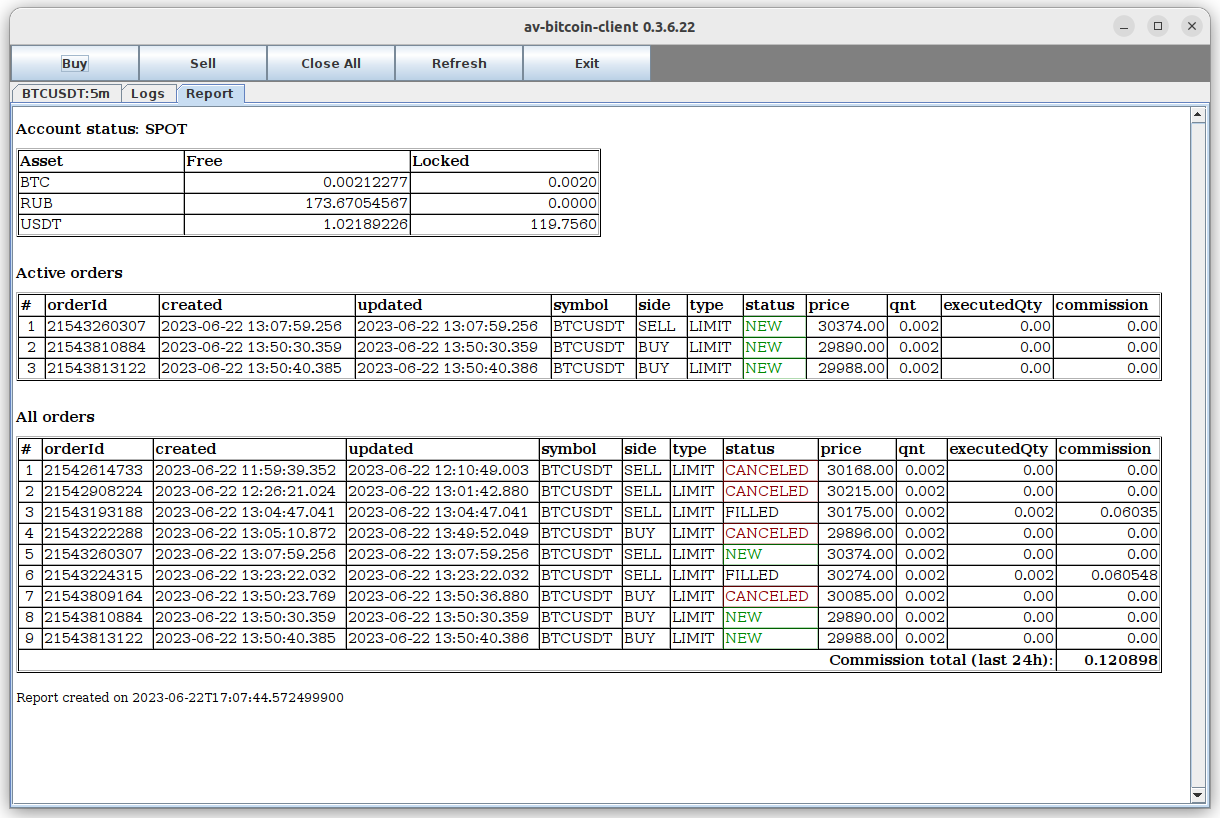 av-bitcoin-client 0.3.6.22
Buy Sell Close All Refresh Exit
BTCUSDT:5m Logs Report
Account status: SPOT
Asset Free Locked
BTC 0.00212277 0.0020
RUB 173.67054567 0.0000
USDT 1.02189226 119.7560
Active orders
# orderId created updated symbol side type status price qnt executedQty commission
1 21543260307 2023-06-22 13:07:59.256 2023-06-22 13:07:59.256 BTCUSDT SELL LIMIT NEW 30374.00 0.002 0.00 0.00
2 21543810884 2023-06-22 13:50:30.359 2023-06-22 13:50:30.359 BTCUSDT BUY LIMIT NEW 29890.00 0.002 0.00 0.00
3 21543813122 2023-06-22 13:50:40.385 2023-06-22 13:50:40.386 BTCUSDT BUY LIMIT NEW 29988.00 0.002 0.00 0.00
All orders
# orderId created updated symbol side type status price qnt executedQty commission
1 21542614733 2023-06-22 11:59:39.352 2023-06-22 12:10:49.003 BTCUSDT SELL LIMIT CANCELED 30168.00 0.002 0.00 0.00
2 21542908224 2023-06-22 12:26:21.024 2023-06-22 13:01:42.880 BTCUSDT SELL LIMIT CANCELED 30215.00 0.002 0.00 0.00
3 21543193188 2023-06-22 13:04:47.041 2023-06-22 13:04:47.041 BTCUSDT SELL LIMIT FILLED 30175.00 0.002 0.002 0.06035
4 21543222288 2023-06-22 13:05:10.872 2023-06-22 13:49:52.049 BTCUSDT BUY LIMIT CANCELED 29896.00 0.002 0.00 0.00
5 21543260307 2023-06-22 13:07:59.256 2023-06-22 13:07:59.256 BTCUSDT SELL LIMIT NEW 30374.00 0.002 0.00 0.00
6 21543224315 2023-06-22 13:23:22.032 2023-06-22 13:23:22.032 BTCUSDT SELL LIMIT FILLED 30274.00 0.002 0.002 0.060548
7 21543809164 2023-06-22 13:50:23.769 2023-06-22 13:50:36.880 BTCUSDT BUY LIMIT CANCELED 30085.00 0.002 0.00 0.00
8 21543810884 2023-06-22 13:50:30.359 2023-06-22 13:50:30.359 BTCUSDT BUY LIMIT NEW 29890.00 0.002 0.00 0.00
9 21543813122 2023-06-22 13:50:40.385 2023-06-22 13:50:40.386 BTCUSDT BUY LIMIT NEW 29988.00 0.002 0.00 0.00
Commission total (last 24h): 0.120898
Report created on 2023-06-22T17:07:44.572499900